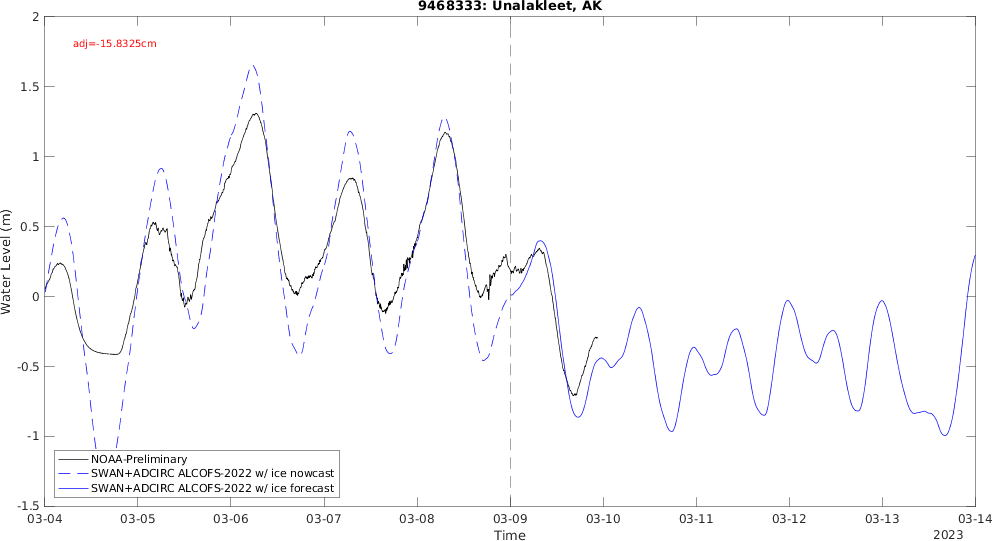 9468333: Unalakleet, AK
adj=-15.8325cm
2
1.5
1
0.5
0
-0.5
-1
-1.5
Water Level (m)
NOAA-Preliminary
SWAN+ADCIRC ALCOFS-2022 w/ ice nowcast
SWAN+ADCIRC ALCOFS-2022 w/ ice forecast
03-04 03-05 03-06 03-07 03-08 03-09 03-10 03-11 03-12 03-13 03-14
Time
2023